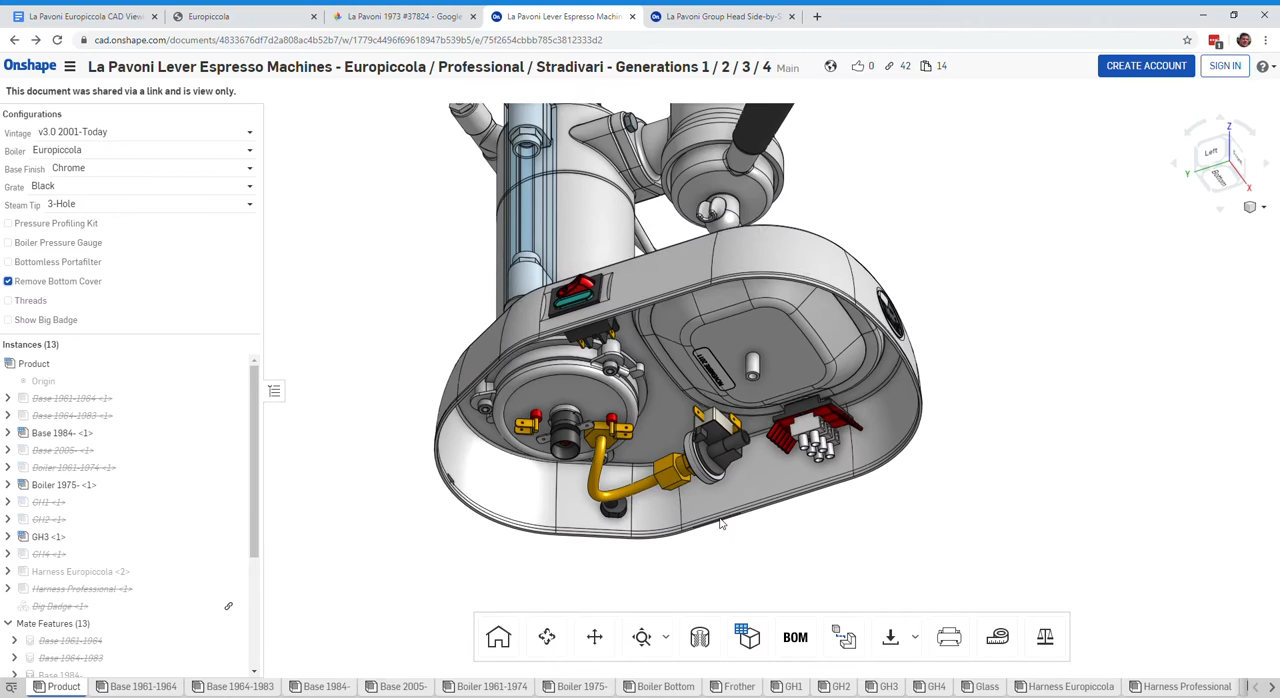 La Pavoni Europiccola CAD View
Europiccola
La Pavoni 1973 #37824 - Google
La Pavoni Lever Espresso Machin
La Pavoni Group Head Side-by-S
cad.onshape.com/documents/4833676df7d2a808ac4b52b7/w/1779c4496f69618947b539b5/e/75f2654cbbb785c3812333d2
1
Onshape
La Pavoni Lever Espresso Machines - Europiccola / Professional / Stradivari - Generations 1 / 2 / 3 / 4 Main
0 42 14
CREATE ACCOUNT
SIGN IN
This document was shared via a link and is view only.
Configurations
Vintage v3.0 2001-Today
Boiler Europiccola
Base Finish Chrome
Grate Black
Steam Tip 3-Hole
Pressure Profiling Kit
Boiler Pressure Gauge
Bottomless Portafilter
Remove Bottom Cover
Threads
Show Big Badge
Instances (13)
Product
Origin
Base 1961-1964 <1>
Base 1964-1983 <1>
Base 1984- <1>
Base 2005- <1>
Boiler 1961-1974 <1>
Boiler 1975- <1>
GH1 <1>
GH2 <1>
GH3 <1>
GH4 <1>
Harness Europiccola <2>
Harness Professional <1>
Big Badge <1>
Mate Features (13)
Base 1961-1964
Base 1964-1983
Base 1984-
Z
Left
Bottom
Y
X
BOM
Product
Base 1961-1964
Base 1964-1983
Base 1984-
Base 2005-
Boiler 1961-1974
Boiler 1975-
Boiler Bottom
Frother
GH1
GH2
GH3
GH4
Glass
Harness Europiccola
Harness Professional